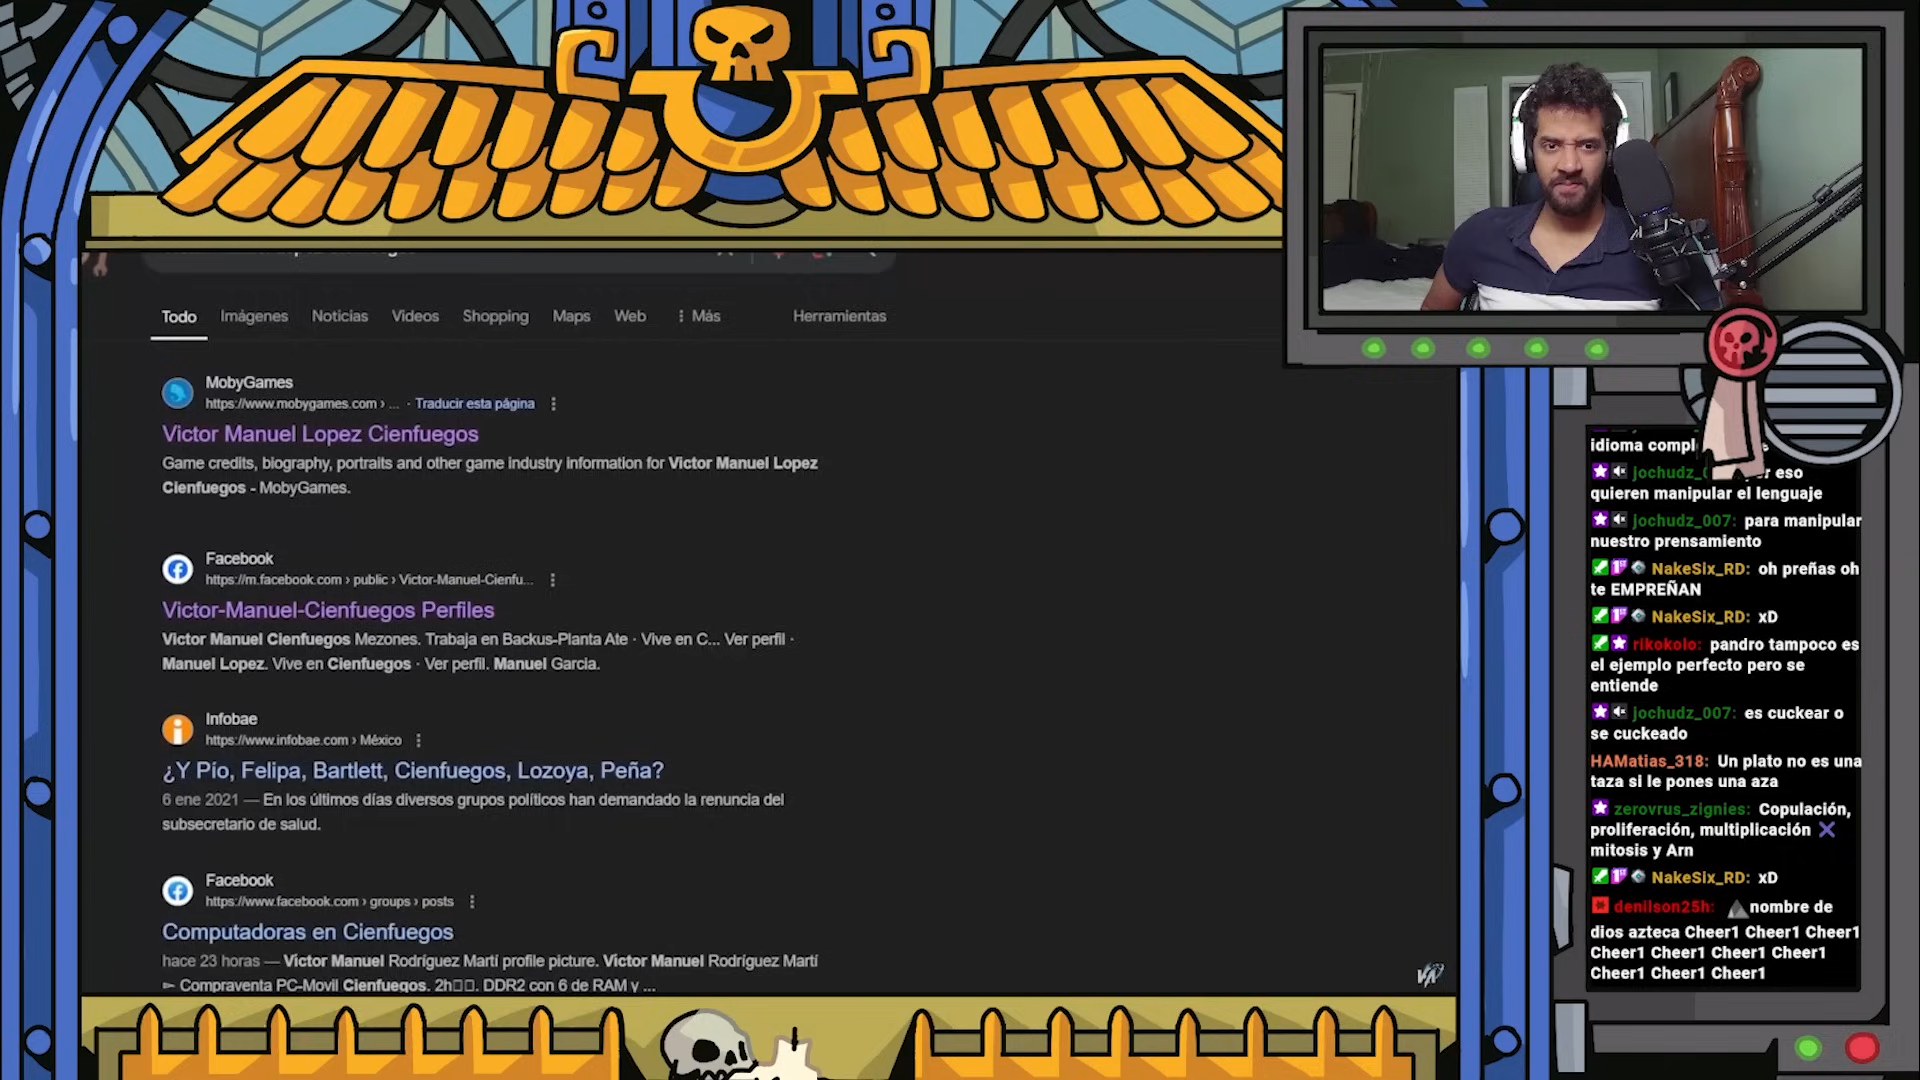 Todo Imágenes Noticias Videos Shopping Maps Web Más Herramientas
MobyGames
https://www.mobygames.com › ... · Traducir esta página
Victor Manuel Lopez Cienfuegos
Game credits, biography, portraits and other game industry information for Victor Manuel Lopez
Cienfuegos - MobyGames.
Facebook
https://m.facebook.com › public › Victor-Manuel-Cienfu...
Victor-Manuel-Cienfuegos Perfiles
Victor Manuel Cienfuegos Mezones. Trabaja en Backus-Planta Ate · Vive en C... Ver perfil ·
Manuel Lopez. Vive en Cienfuegos · Ver perfil. Manuel Garcia.
Infobae
https://www.infobae.com › México
¿Y Pío, Felipa, Bartlett, Cienfuegos, Lozoya, Peña?
6 ene 2021 — En los últimos días diversos grupos políticos han demandado la renuncia del
subsecretario de salud.
Facebook
https://www.facebook.com › groups › posts
Computadoras en Cienfuegos
hace 23 horas — Victor Manuel Rodríguez Martí profile picture. Victor Manuel Rodríguez Martí
► Compraventa PC-Movil Cienfuegos. 2h. DDR2 con 6 de RAM y ...
idioma
eso
quieren manipular el lenguaje
jochudz_007: para manipular
nuestro prensamiento
NakeSix_RD: oh preñas oh
te EMPREÑAN
NakeSix_RD: xD
rikokolo: pandro tampoco es
el ejemplo perfecto pero se
entiende
jochudz_007: es cuckear o
se cuckeado
HAMatias_318: Un plato no es una
taza si le pones una aza
zerovrus_zignies: Copulación,
proliferación, multiplicación
mitosis y Arn
NakeSix_RD: xD
denilson25h: nombre de
dios azteca Cheer1 Cheer1 Cheer1
Cheer1 Cheer1 Cheer1 Cheer1
Cheer1 Cheer1 Cheer1